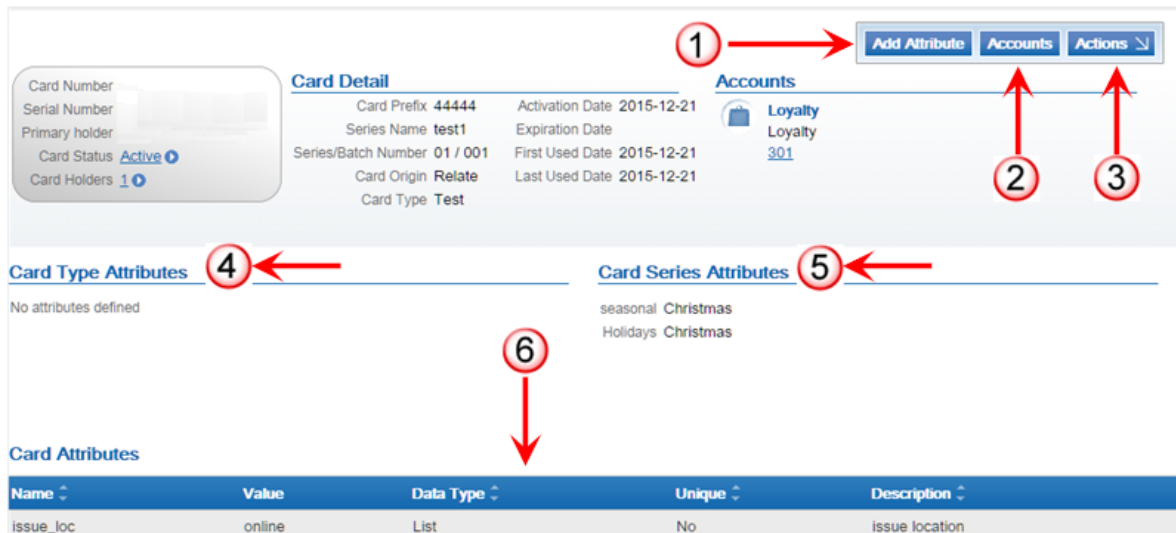 1
Add Attribute Accounts Actions
Card Number
Serial Number
Primary holder
Card Status Active
Card Holders 1
Card Detail
Card Prefix 44444 Activation Date 2015-12-21
Series Name test1 Expiration Date
Series/Batch Number 01 / 001 First Used Date 2015-12-21
Card Origin Relate Last Used Date 2015-12-21
Card Type Test
Accounts
Loyalty
Loyalty
301
2
3
Card Type Attributes
4
No attributes defined
Card Series Attributes
5
seasonal Christmas
Holidays Christmas
6
Card Attributes
Name Value Data Type Unique Description
issue_loc online List No issue location